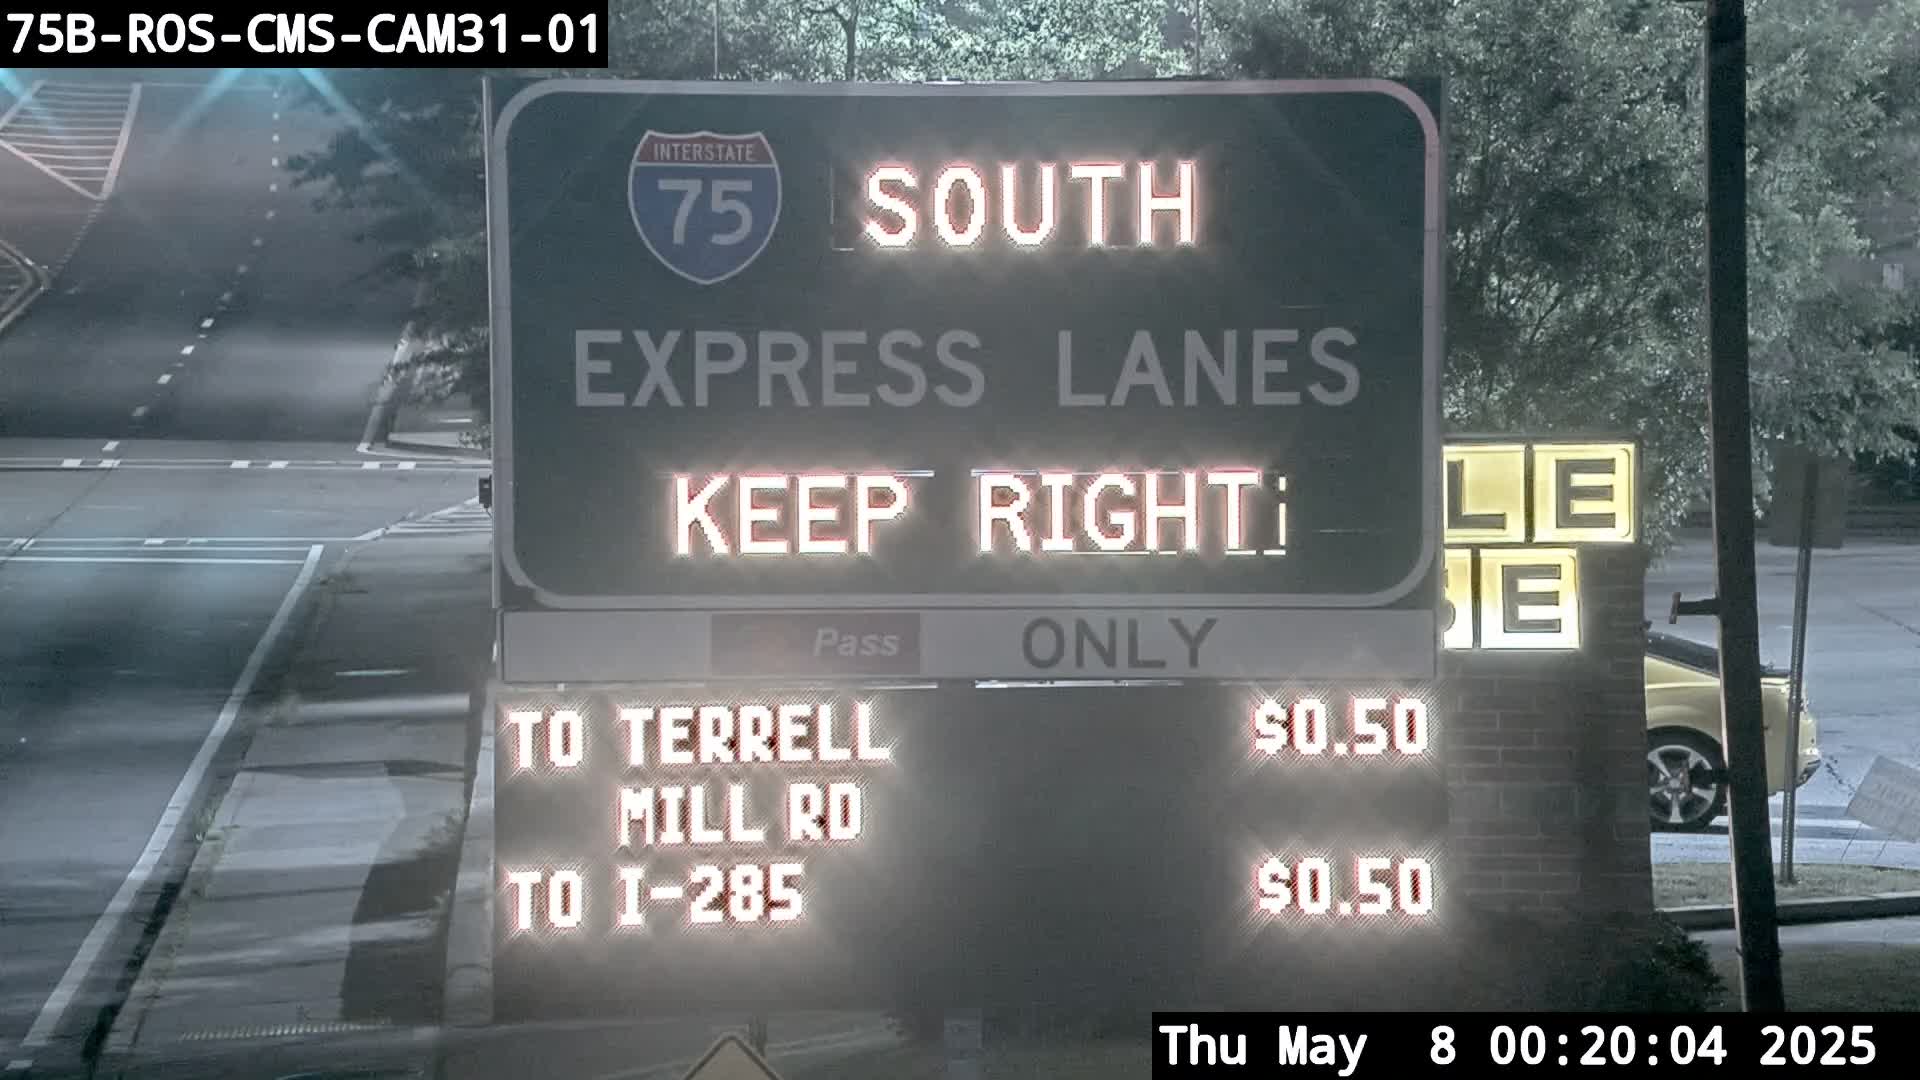 75B-ROS-CMS-CAM31-01
INTERSTATE
75
SOUTH
EXPRESS LANES
KEEP RIGHT
Pass ONLY
TO TERRELL $0.50
MILL RD
TO I-285 $0.50
LE
E
Thu May 8 00:20:04 2025